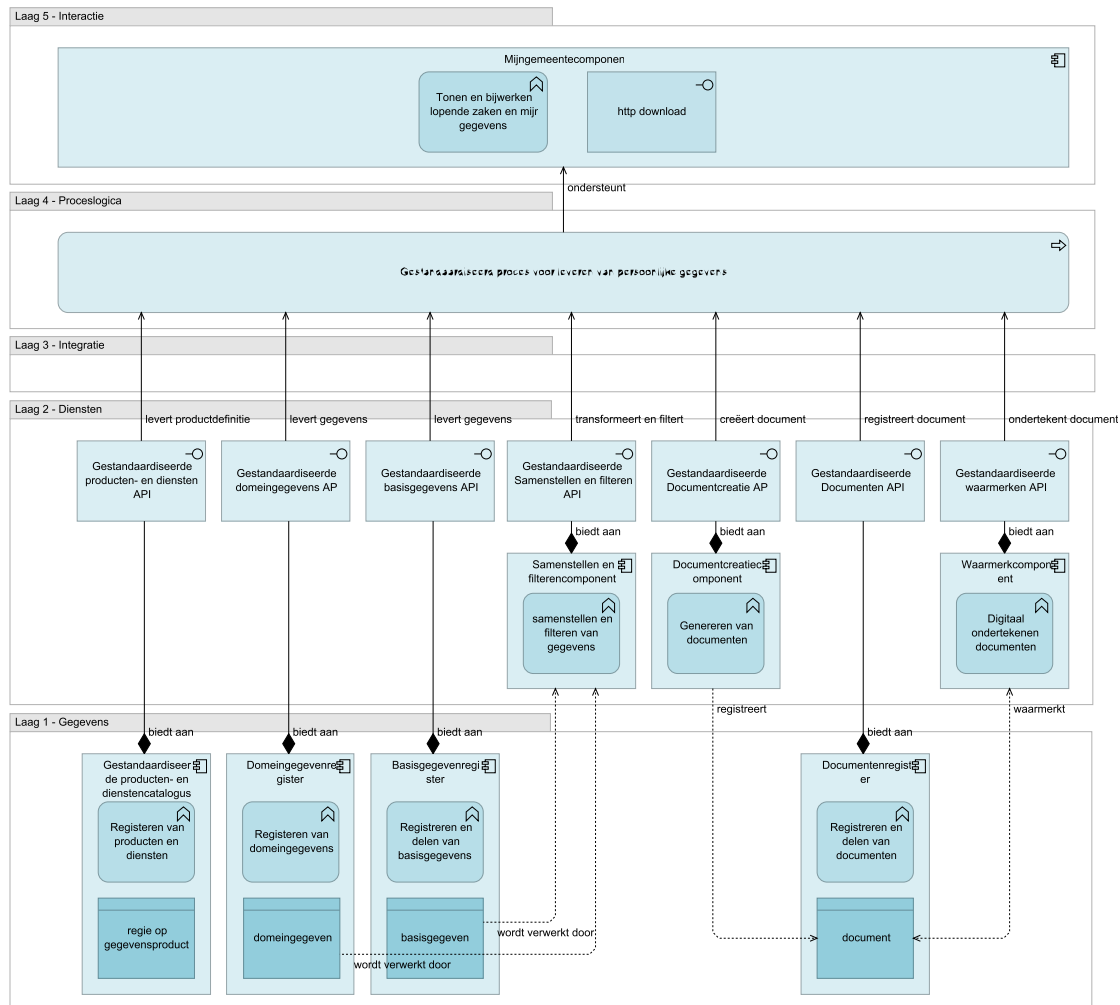 Laag 5 - Interactie
Mijngemeentecomponen
Tonen en bijwerken
lopende zaken en mijr
gegevens
http download
ondersteunt
Laag 4 - Proceslogica
proces voor van persoonlijke gegevens
Laag 3 - Integratie
Laag 2 - Diensten
levert productdefinitie
levert gegevens
levert gegevens
transformeert en filtert
creëert document
registreert document
ondertekent document
Gestandaardiseerde
producten- en diensten
API
Gestandaardiseerde
domeingegevens AP
Gestandaardiseerde
basisgegevens API
Gestandaardiseerde
Samenstellen en filteren
API
Gestandaardiseerde
Documentcreatie AP
Gestandaardiseerde
Documenten API
Gestandaardiseerde
waarmerken API
biedt aan
biedt aan
biedt aan
Samenstellen en
filterencomponent
samenstellen en
filteren van
gegevens
Documentcreatiec
omponent
Genereren van
documenten
Waarmerkcompon
ent
Digitaal
ondertekenen
documenten
registreert
waarmerkt
Laag 1 - Gegevens
biedt aan
biedt aan
biedt aan
biedt aan
Gestandaardiseer
de producten- en
dienstencatalogus
Registeren van
producten en
diensten
regie op
gegevensproduct
Domeingegevenre
gister
Registeren van
domeingegevens
domeingegeven
Basisgegevenregi
ster
Registreren en
delen van
basisgegevens
basisgegeven
wordt verwerkt door
wordt verwerkt door
Documentenregist
er
Registreren en
delen van
documenten
document